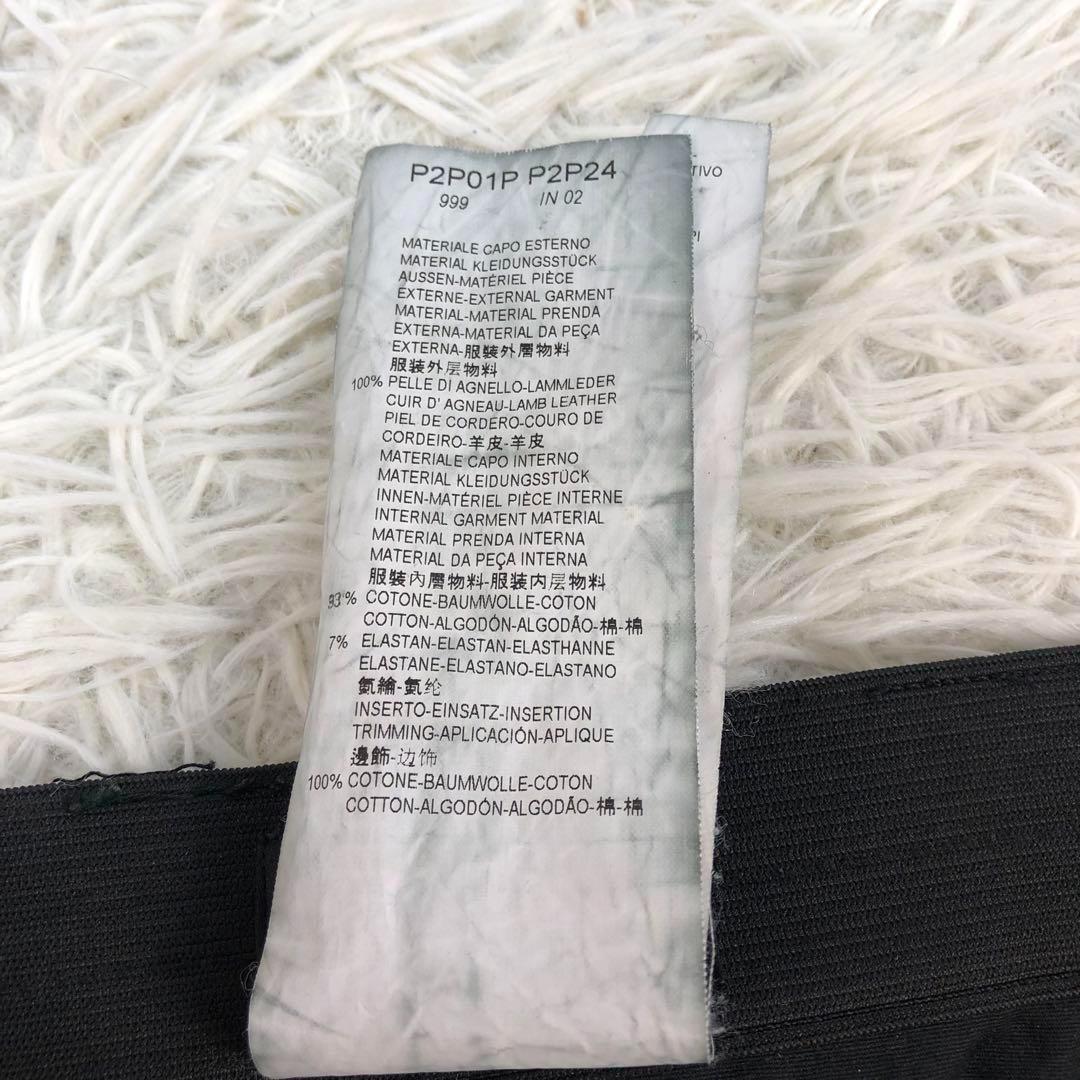 P2P01P P2P24
999 IN 02
TIVO
PI
MATERIALE CAPO ESTERNO
MATERIAL KLEIDUNGSSTÜCK
AUSSEN-MATÉRIEL PIÈCE
EXTERNE-EXTERNAL GARMENT
MATERIAL-MATERIAL PRENDA
EXTERNA-MATERIAL DA PEÇA
EXTERNA-服裝外層物料
服装外层物料
100% PELLE DI AGNELLO-LAMMLEDER
CUIR D' AGNEAU-LAMB LEATHER
PIEL DE CORDERO-COURO DE
CORDEIRO-羊皮-羊皮
MATERIALE CAPO INTERNO
MATERIAL KLEIDUNGSSTÜCK
INNEN-MATÉRIEL PIÈCE INTERNE
INTERNAL GARMENT MATERIAL
MATERIAL PRENDA INTERNA
MATERIAL DA PEÇA INTERNA
服裝內層物料-服装内层物料
93% COTONE-BAUMWOLLE-COTON
COTTON-ALGODÓN-ALGODÃO-棉-棉
7% ELASTAN-ELASTAN-ELASTHANNE
ELASTANE-ELASTANO-ELASTANO
氨綸-氨纶
INSERTO-EINSATZ-INSERTION
TRIMMING-APLICACIÓN-APLIQUE
邊飾-边饰
100% COTONE-BAUMWOLLE-COTON
COTTON-ALGODÓN-ALGODÃO-棉-棉